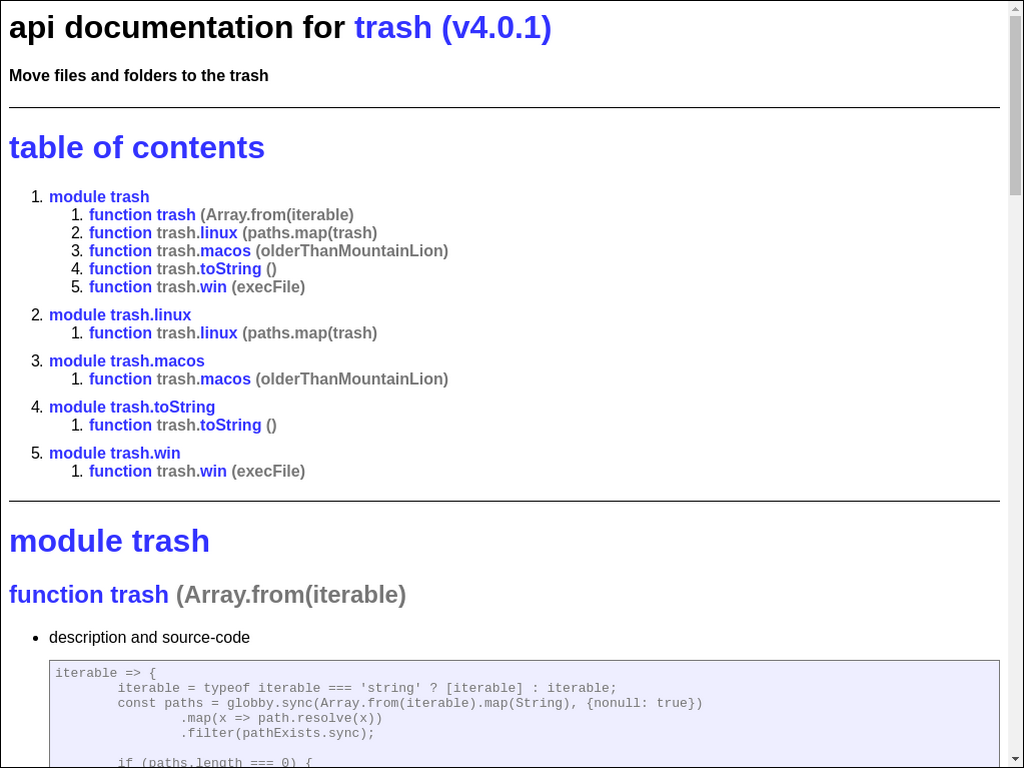 api documentation for trash (v4.0.1)
Move files and folders to the trash
table of contents
1. module trash
1. function trash (Array.from(iterable)
2. function trash.linux (paths.map(trash)
3. function trash.macos (olderThanMountainLion)
4. function trash.toString ()
5. function trash.win (execFile)
2. module trash.linux
1. function trash.linux (paths.map(trash)
3. module trash.macos
1. function trash.macos (olderThanMountainLion)
4. module trash.toString
1. function trash.toString ()
5. module trash.win
1. function trash.win (execFile)
module trash
function trash (Array.from(iterable)
• description and source-code
iterable => {
iterable = typeof iterable === 'string' ? [iterable] : iterable;
const paths = globby.sync(Array.from(iterable).map(String), {nonull: true})
.map(x => path.resolve(x))
.filter(pathExists.sync);
if (paths.length === 0) {